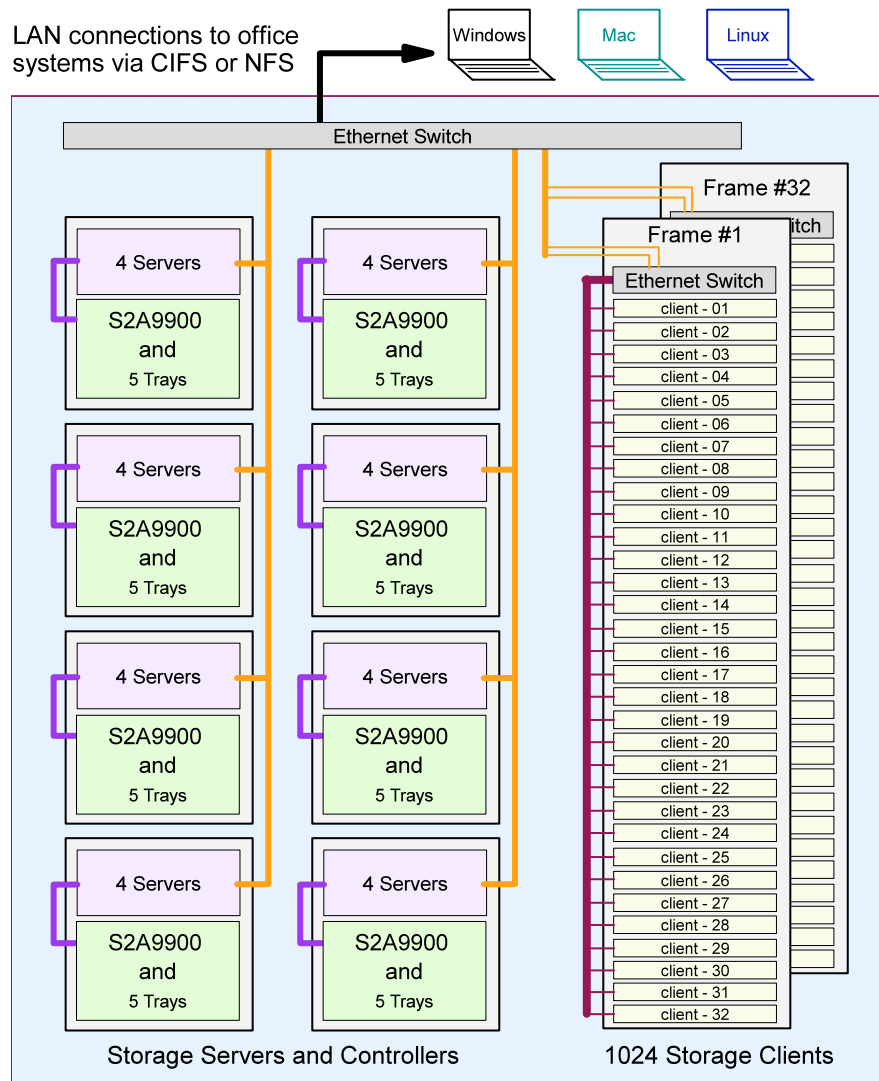 LAN connections to office
systems via CIFS or NFS
Windows
Mac
Linux
Ethernet Switch
4 Servers
S2A9900
and
5 Trays
4 Servers
S2A9900
and
5 Trays
4 Servers
S2A9900
and
5 Trays
4 Servers
S2A9900
and
5 Trays
4 Servers
S2A9900
and
5 Trays
4 Servers
S2A9900
and
5 Trays
4 Servers
S2A9900
and
5 Trays
4 Servers
S2A9900
and
5 Trays
Storage Servers and Controllers
Frame #32
itch
Frame #1
Ethernet Switch
client - 01
client - 02
client - 03
client - 04
client - 05
client - 06
client - 07
client - 08
client - 09
client - 10
client - 11
client - 12
client - 13
client - 14
client - 15
client - 16
client - 17
client - 18
client - 19
client - 20
client - 21
client - 22
client - 23
client - 24
client - 25
client - 26
client - 27
client - 28
client - 29
client - 30
client - 31
client - 32
1024 Storage Clients